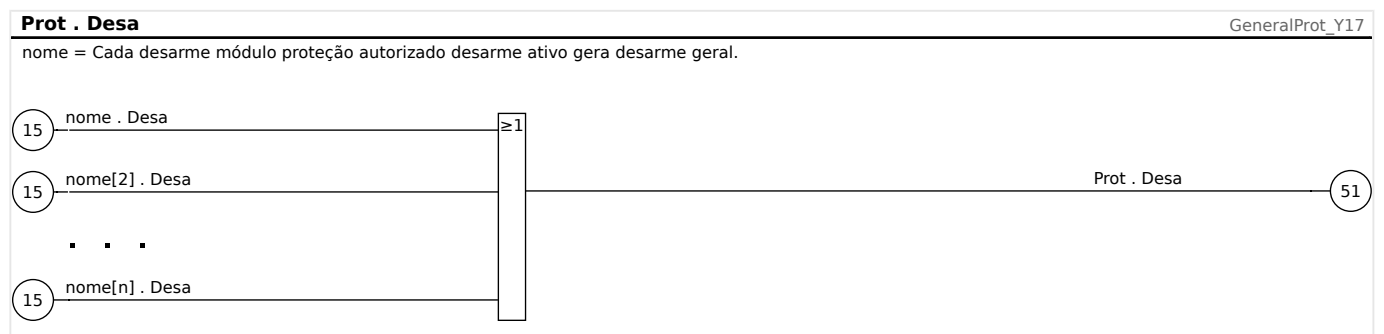 Prot . Desa
GeneralProt_Y17
nome = Cada desarme módulo proteção autorizado desarme ativo gera desarme geral.
15
nome . Desa
≥1
15
nome[2] . Desa
Prot . Desa
51
. . .
15
nome[n] . Desa